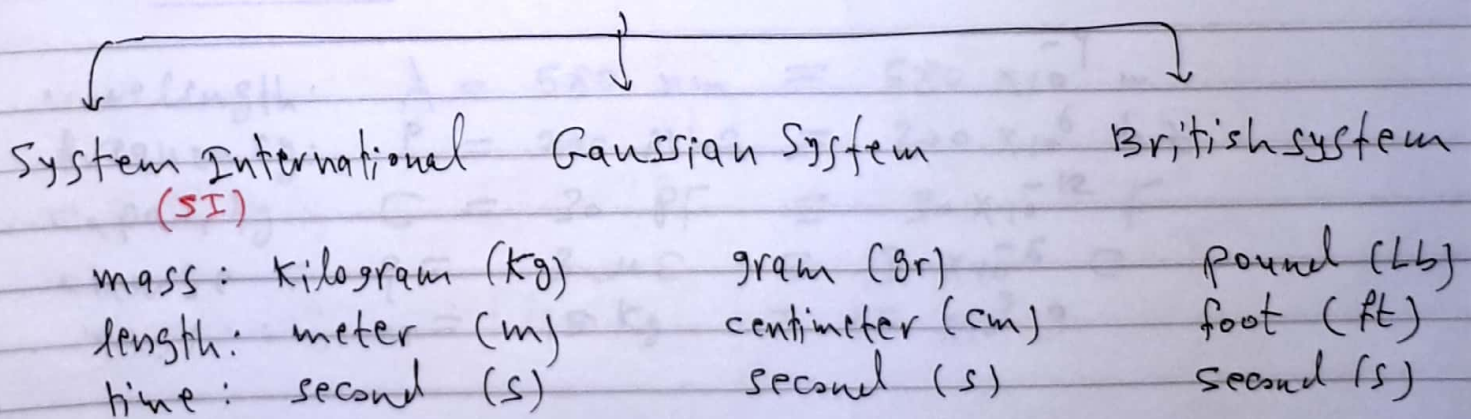 System International Gaussian System British system
(SI)
mass: Kilogram (Kg) gram (gr) pound (Lb)
length: meter (m) centimeter (cm) foot (ft)
time: second (s) second (s) second (s)